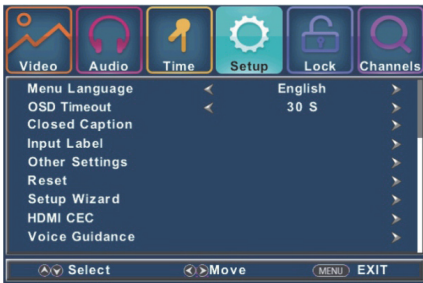 Video Audio Time Setup Lock Channels
Menu Language English
OSD Timeout 30 S
Closed Caption
Input Label
Other Settings
Reset
Setup Wizard
HDMI CEC
Voice Guidance
Select Move MENU EXIT